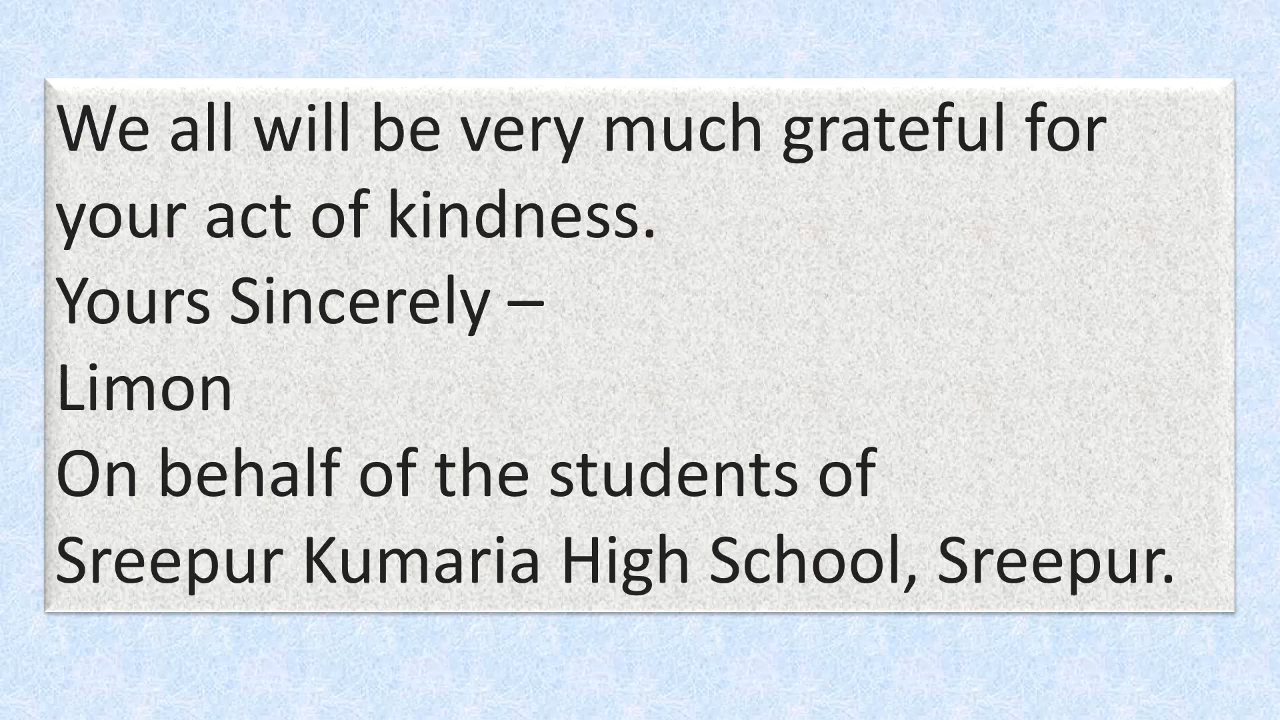 We all will be very much grateful for
your act of kindness.
Yours Sincerely –
Limon
On behalf of the students of
Sreepur Kumaria High School, Sreepur.